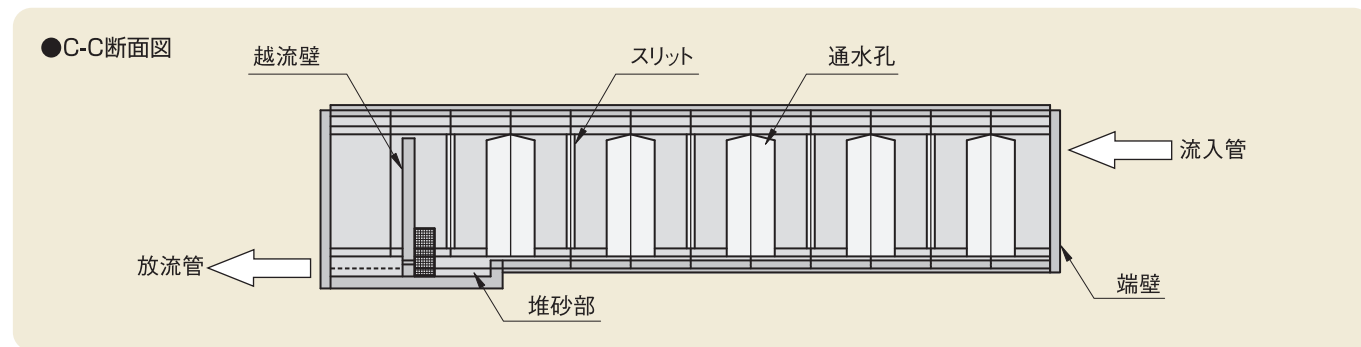 ●C-C断面図
越流壁
スリット
通水孔
流入管
放流管
堆砂部
端壁